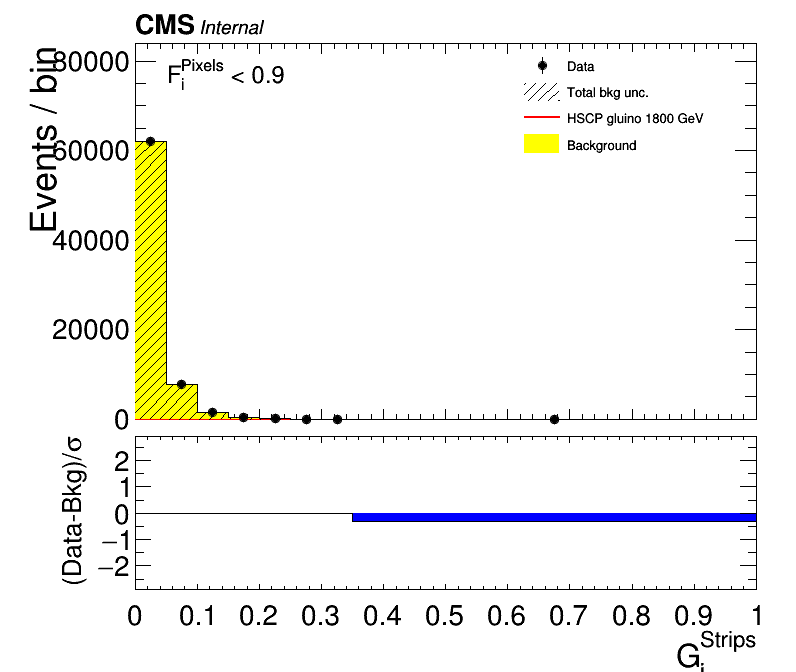 CMS Internal
F_i^Pixels < 0.9
Data
Total bkg unc.
HSCP gluino 1800 GeV
Background
Events / bin
80000
60000
40000
20000
0
(Data-Bkg)/σ
2
1
0
−1
−2
0 0.1 0.2 0.3 0.4 0.5 0.6 0.7 0.8 0.9 1
G_i^Strips